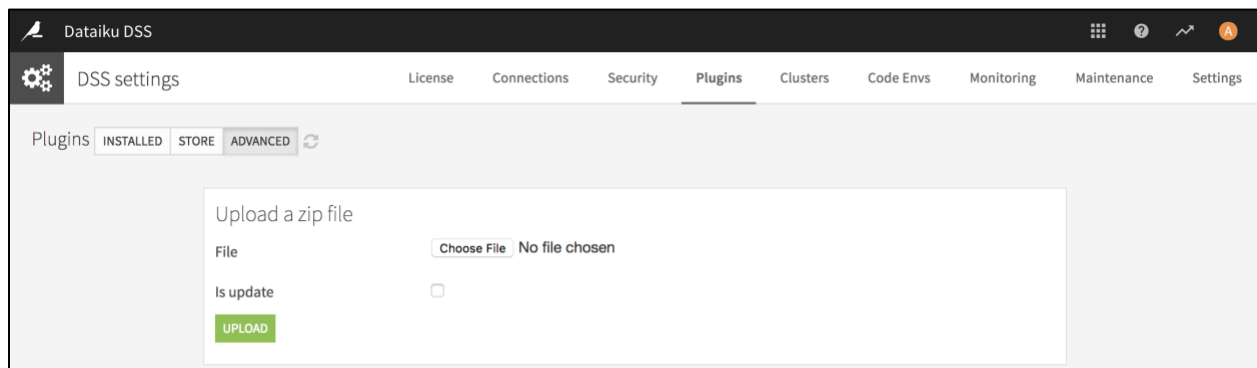 Dataiku DSS A
DSS settings License Connections Security Plugins Clusters Code Envs Monitoring Maintenance Settings
Plugins INSTALLED STORE ADVANCED
Upload a zip file
File Choose File No file chosen
Is update
UPLOAD